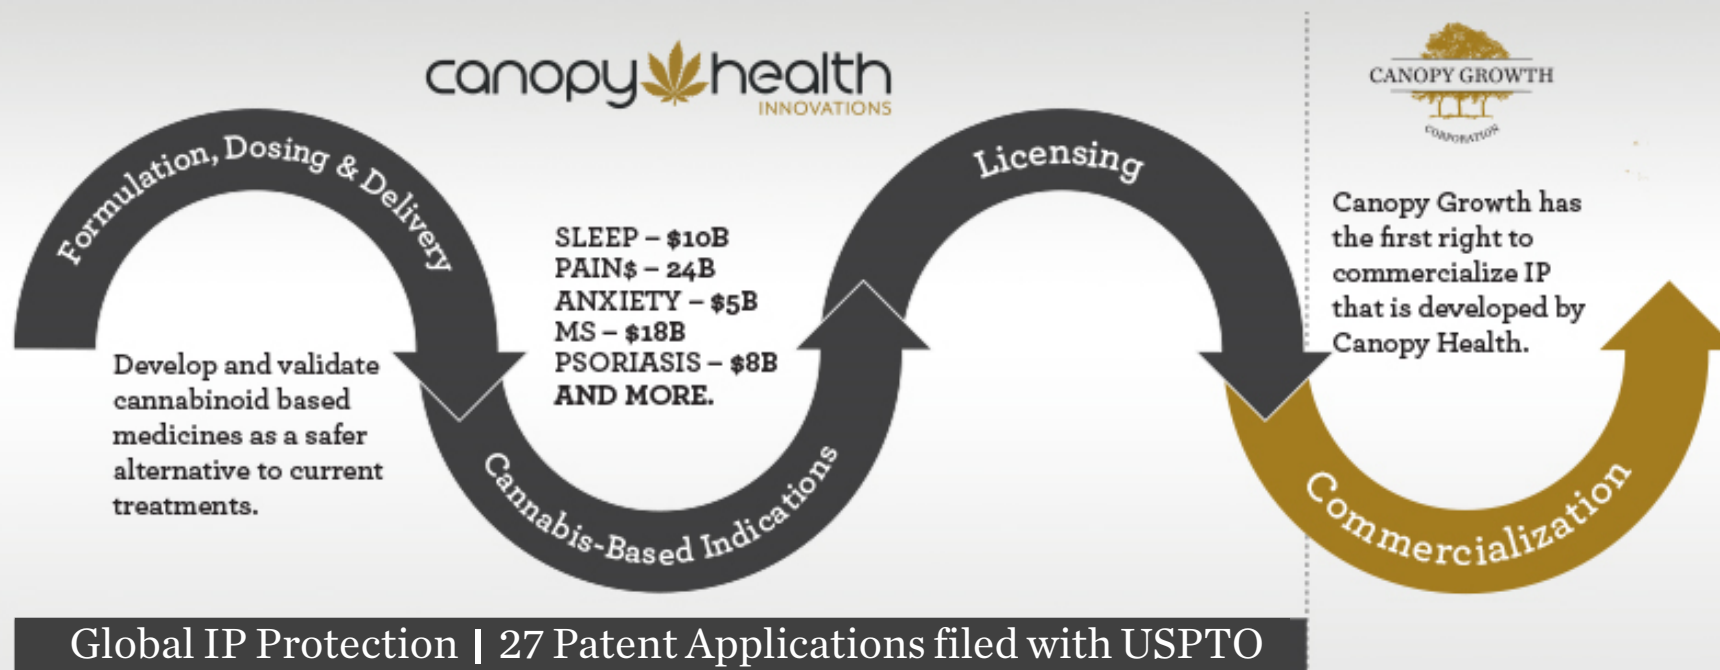 canopy health
INNOVATIONS
CANOPY GROWTH
CORPORATION
Formulation, Dosing & Delivery
Develop and validate
cannabinoid based
medicines as a safer
alternative to current
treatments.
SLEEP – $10B
PAIN$ – 24B
ANXIETY – $5B
MS – $18B
PSORIASIS – $8B
AND MORE.
Cannabis-Based Indications
Licensing
Canopy Growth has
the first right to
commercialize IP
that is developed by
Canopy Health.
Commercialization
Global IP Protection | 27 Patent Applications filed with USPTO